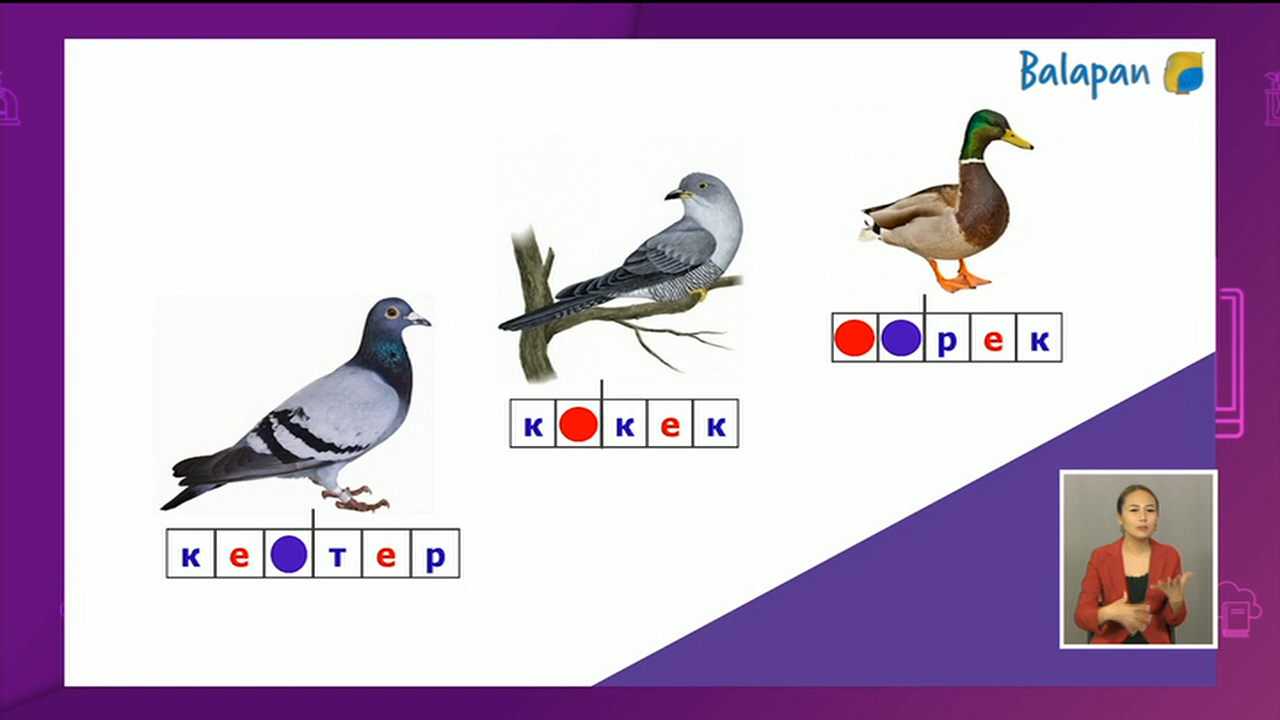 Balapan
р е к
к к е к
к е т е р